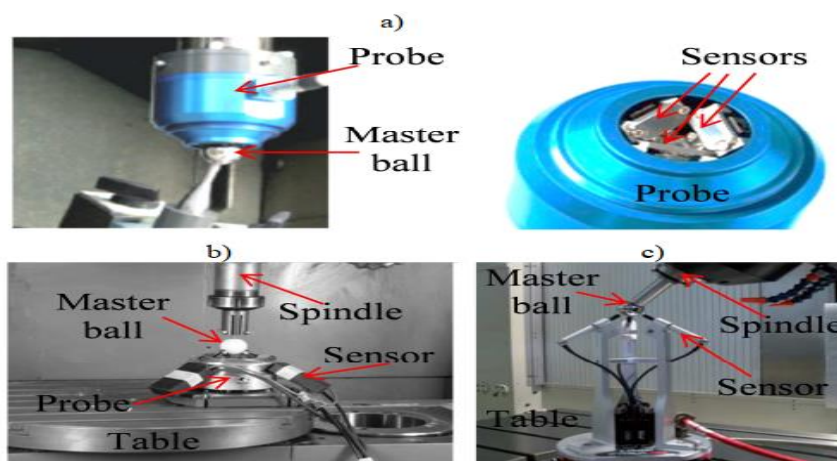 a)
Probe
Master
ball
Sensors
Probe
b)
Master
ball
Spindle
Sensor
Probe
Table
c)
Master
ball
Spindle
Sensor
Table